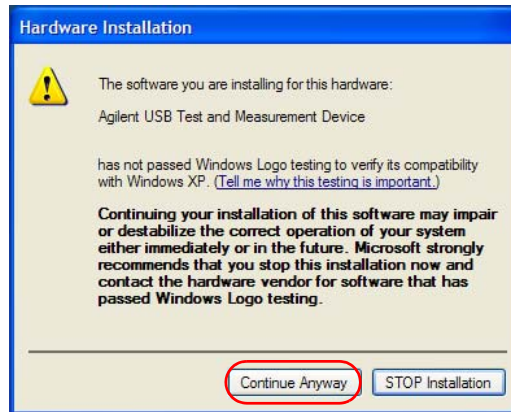 Hardware Installation
The software you are installing for this hardware:
Agilent USB Test and Measurement Device
has not passed Windows Logo testing to verify its compatibility
with Windows XP. (Tell me why this testing is important.)
Continuing your installation of this software may impair
or destabilize the correct operation of your system
either immediately or in the future. Microsoft strongly
recommends that you stop this installation now and
contact the hardware vendor for software that has
passed Windows Logo testing.
Continue Anyway
STOP Installation